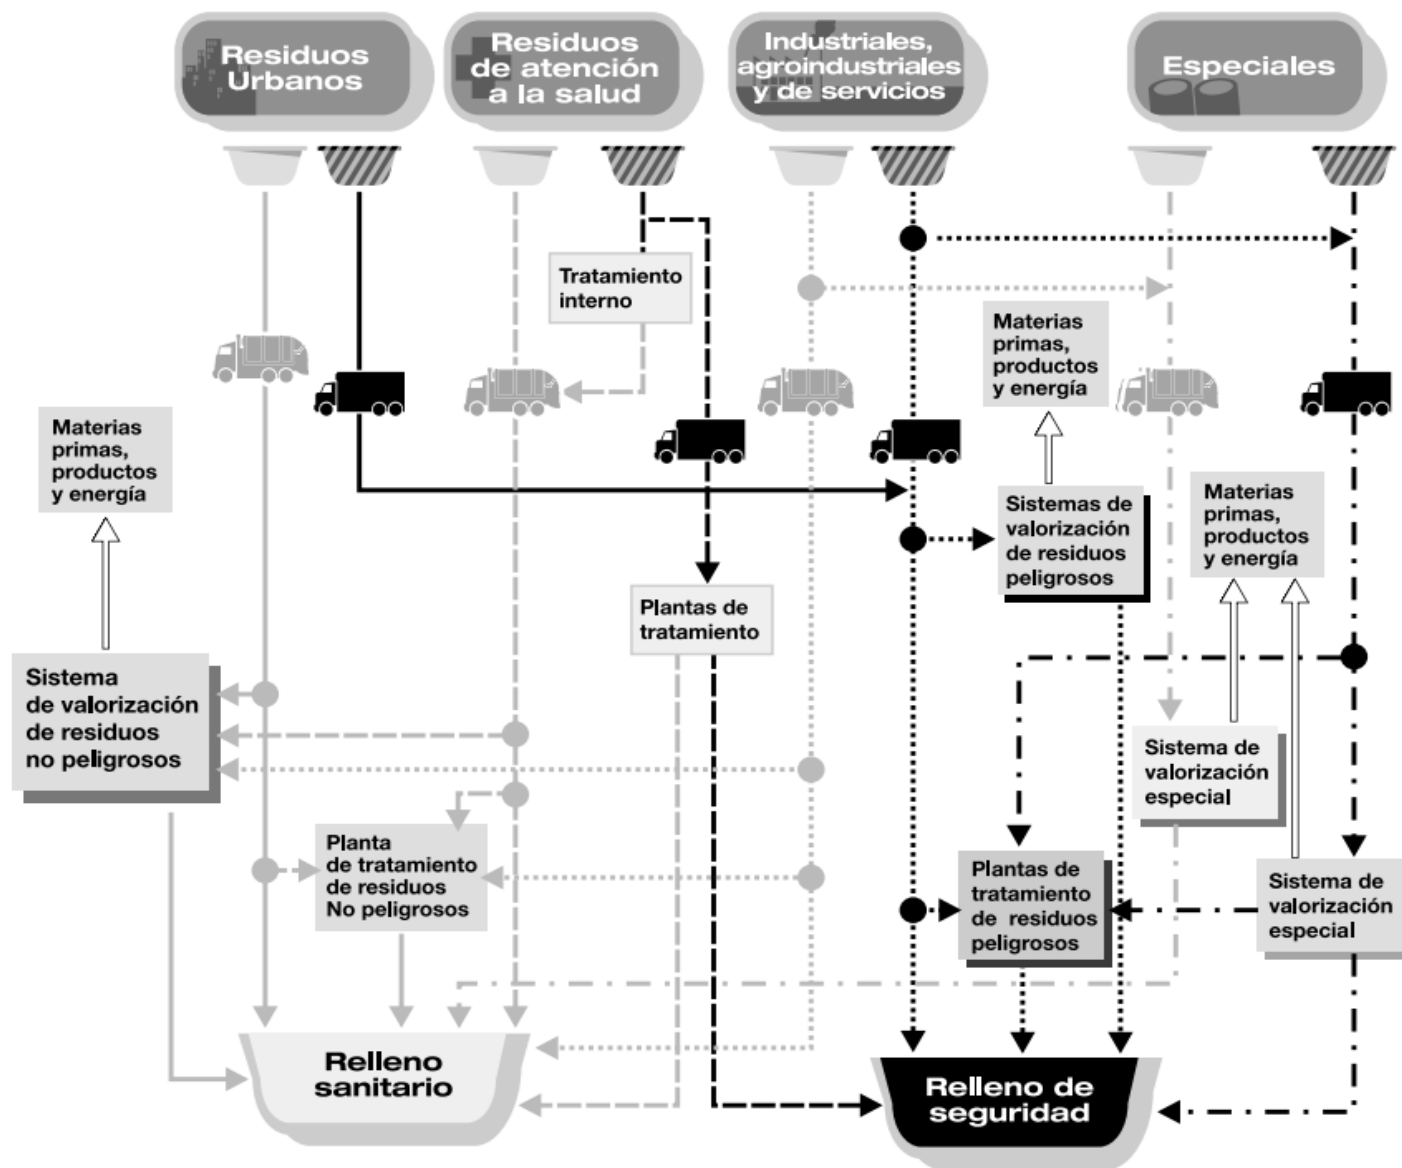 Residuos
Urbanos
Residuos
de atención
a la salud
Industriales,
agroindustriales
y de servicios
Especiales
Tratamiento
interno
Materias
primas,
productos
y energía
Materias
primas,
productos
y energía
Sistemas de
valorización
de residuos
peligrosos
Materias
primas,
productos
y energía
Plantas de
tratamiento
Sistema
de valorización
de residuos
no peligrosos
Sistema de
valorización
especial
Planta
de tratamiento
de residuos
No peligrosos
Plantas de
tratamiento
de residuos
peligrosos
Sistema de
valorización
especial
Relleno
sanitario
Relleno de
seguridad